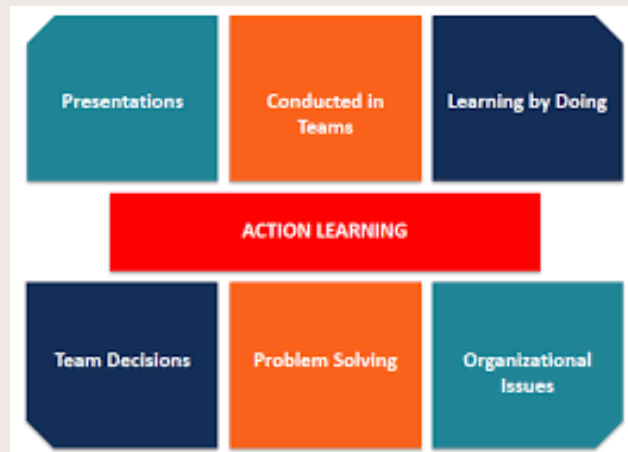 Presentations
Conducted in
Teams
Learning by Doing
ACTION LEARNING
Team Decisions
Problem Solving
Organizational
Issues